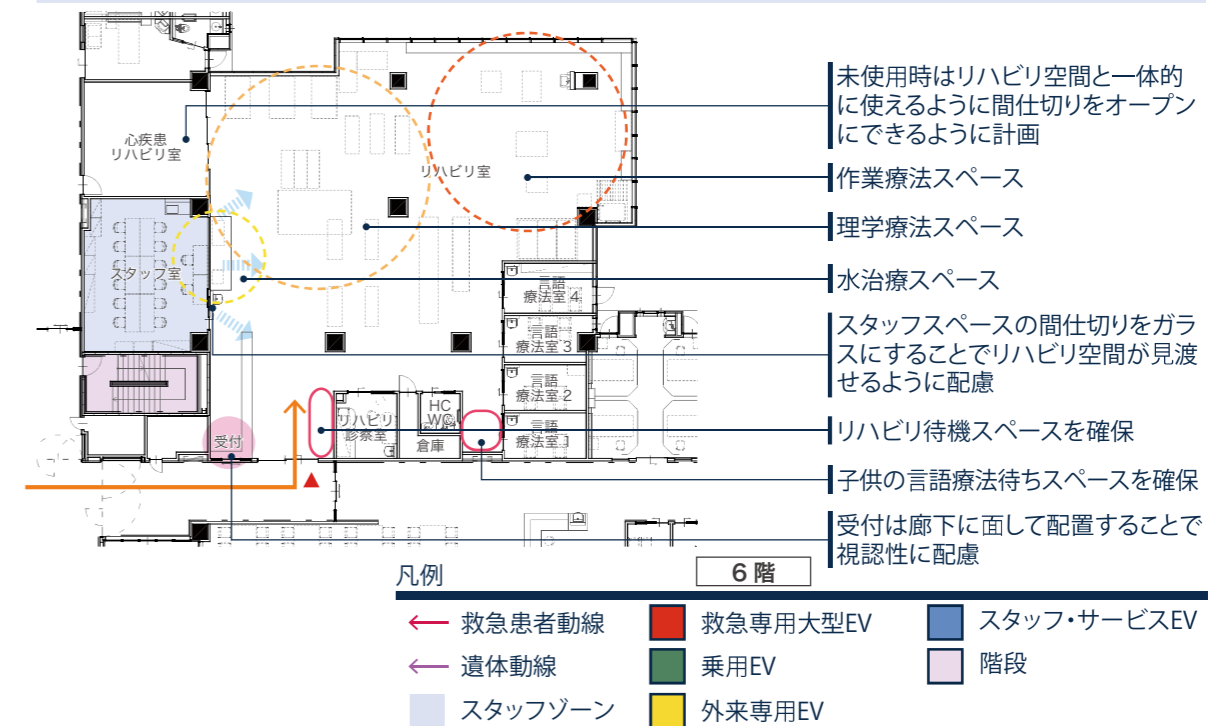 心疾患
リハビリ室
リハビリ室
スタッフ室
言語
療法室 4
言語
療法室 3
言語
療法室 2
言語
療法室 1
HC
WC
リハビリ
診察室
倉庫
受付
未使用時はリハビリ空間と一体的
に使えるように間仕切りをオープン
にできるように計画
作業療法スペース
理学療法スペース
水治療スペース
スタッフスペースの間仕切りをガラ
スにすることでリハビリ空間が見渡
せるように配慮
リハビリ待機スペースを確保
子供の言語療法待ちスペースを確保
受付は廊下に面して配置することで
視認性に配慮
凡例
6 階
救急患者動線
救急専用大型EV
スタッフ・サービスEV
遺体動線
乗用EV
階段
スタッフゾーン
外来専用EV